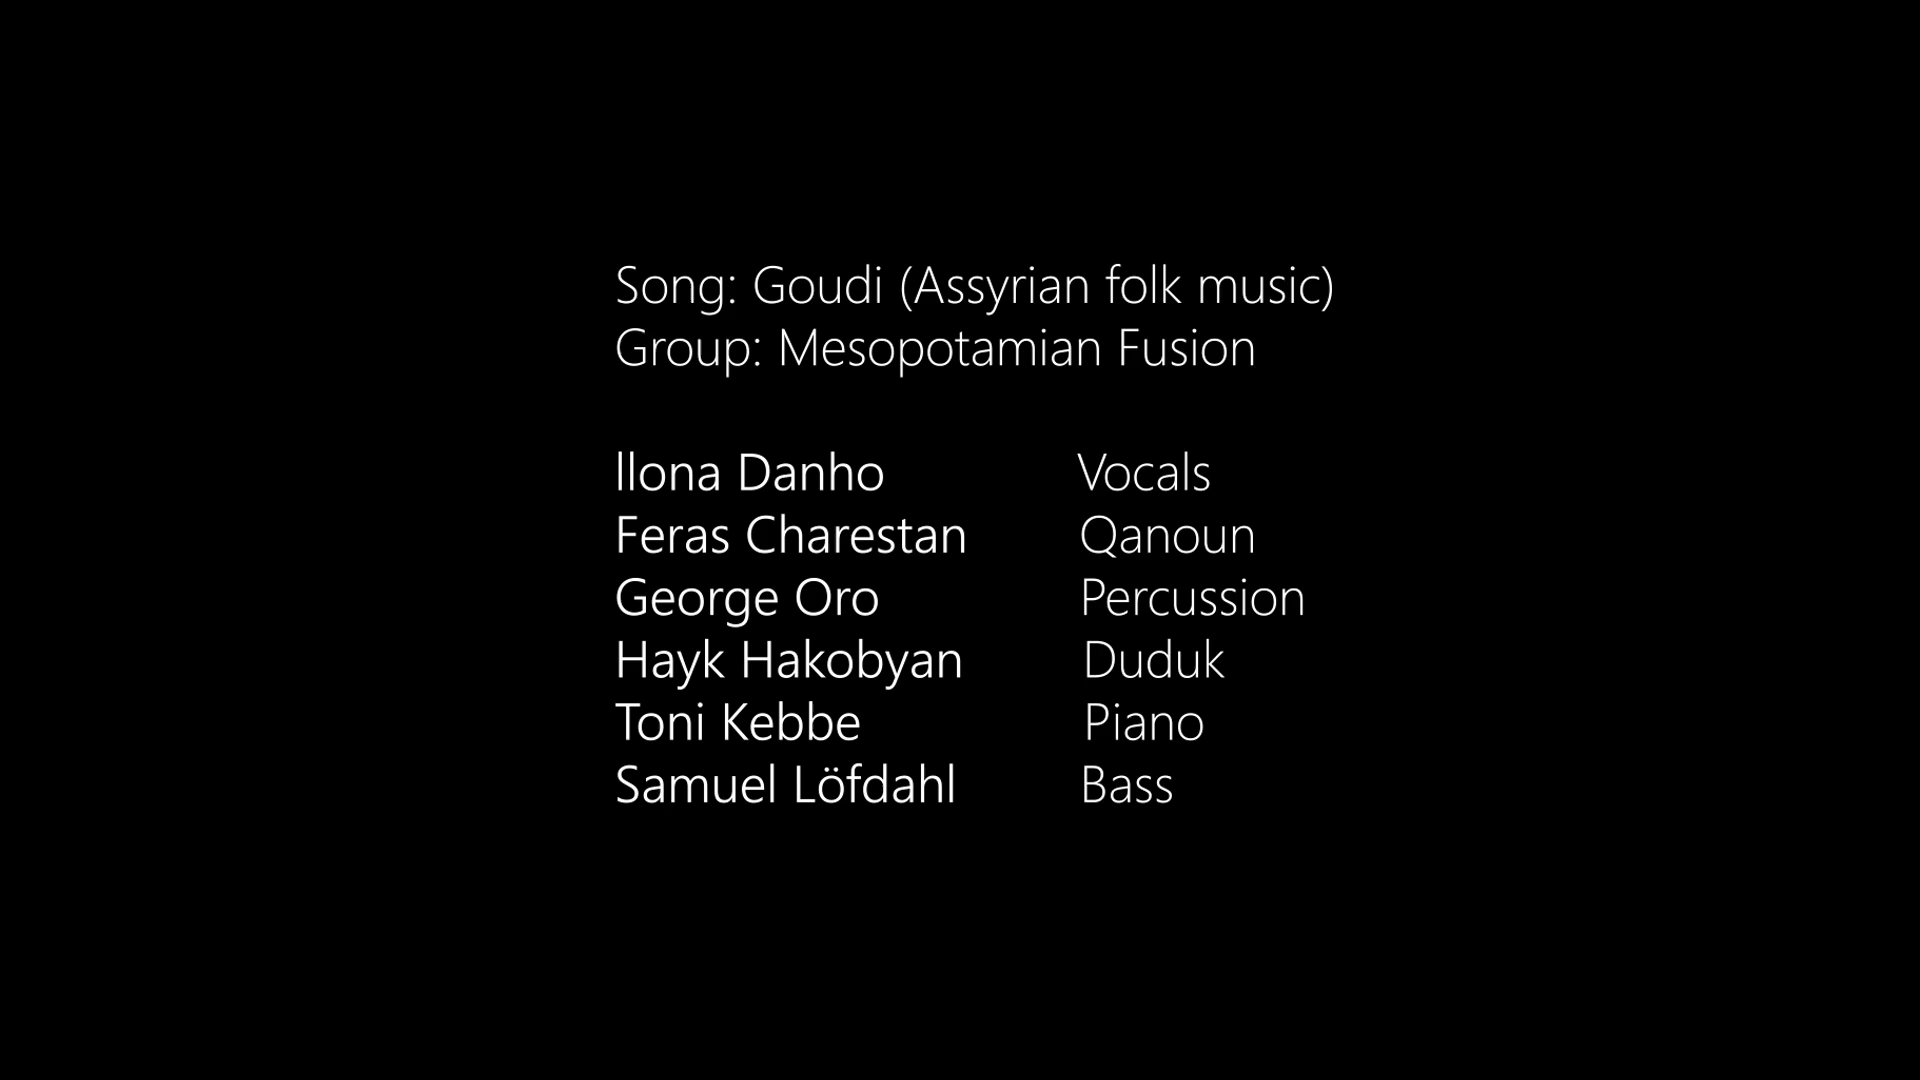 Song: Goudi (Assyrian folk music)
Group: Mesopotamian Fusion
Ilona Danho Vocals
Feras Charestan Qanoun
George Oro Percussion
Hayk Hakobyan Duduk
Toni Kebbe Piano
Samuel Löfdahl Bass